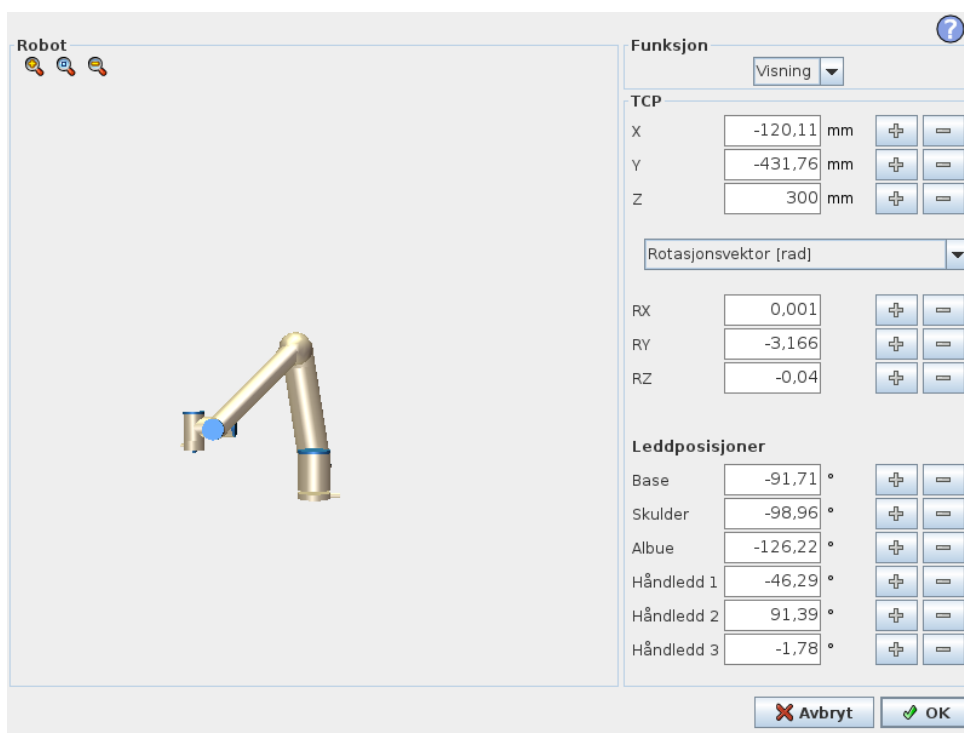 ?
Robot
Funksjon
Visning
TCP
X -120,11 mm
Y -431,76 mm
Z 300 mm
Rotasjonsvektor [rad]
RX 0,001
RY -3,166
RZ -0,04
Leddposisjoner
Base -91,71 °
Skulder -98,96 °
Albue -126,22 °
Håndledd 1 -46,29 °
Håndledd 2 91,39 °
Håndledd 3 -1,78 °
Avbryt OK